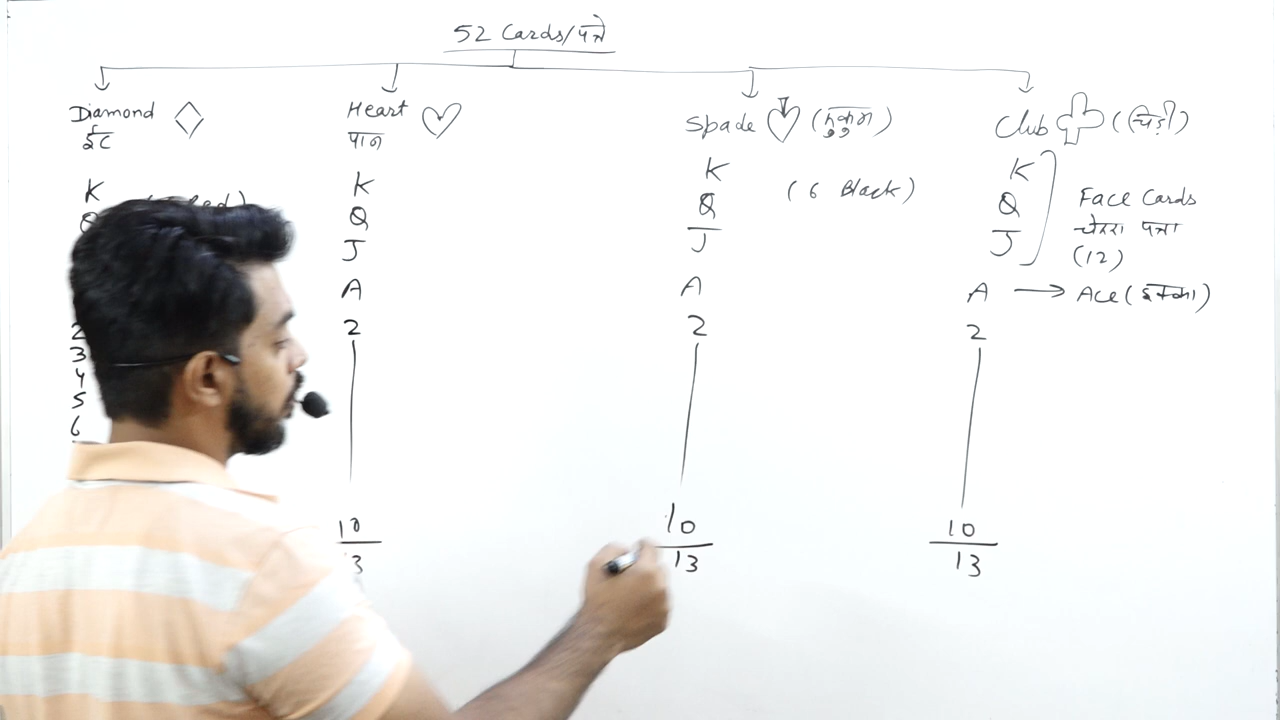 52 Cards/पत्ते
Diamond
ईंट
Heart
पान
Spade (हुकुम)
Club (चिड़ी)
K
Q
2
3
4
5
6
K
Q
J
A
2
10
13
K
Q
J
(6 Black)
A
2
10
13
K
Q
J
Face Cards
चेहरा पत्ता
(12)
A → Ace (इक्का)
2
10
13